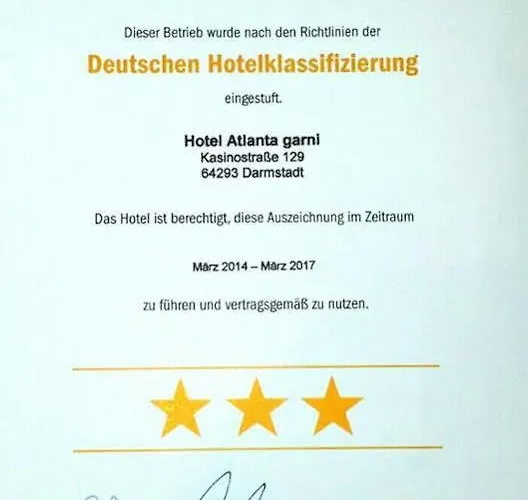 Dieser Betrieb wurde nach den Richtlinien der
Deutschen Hotelklassifizierung
eingestuft.
Hotel Atlanta garni
Kasinostraße 129
64293 Darmstadt
Das Hotel ist berechtigt, diese Auszeichnung im Zeitraum
März 2014 – März 2017
zu führen und vertragsgemäß zu nutzen.